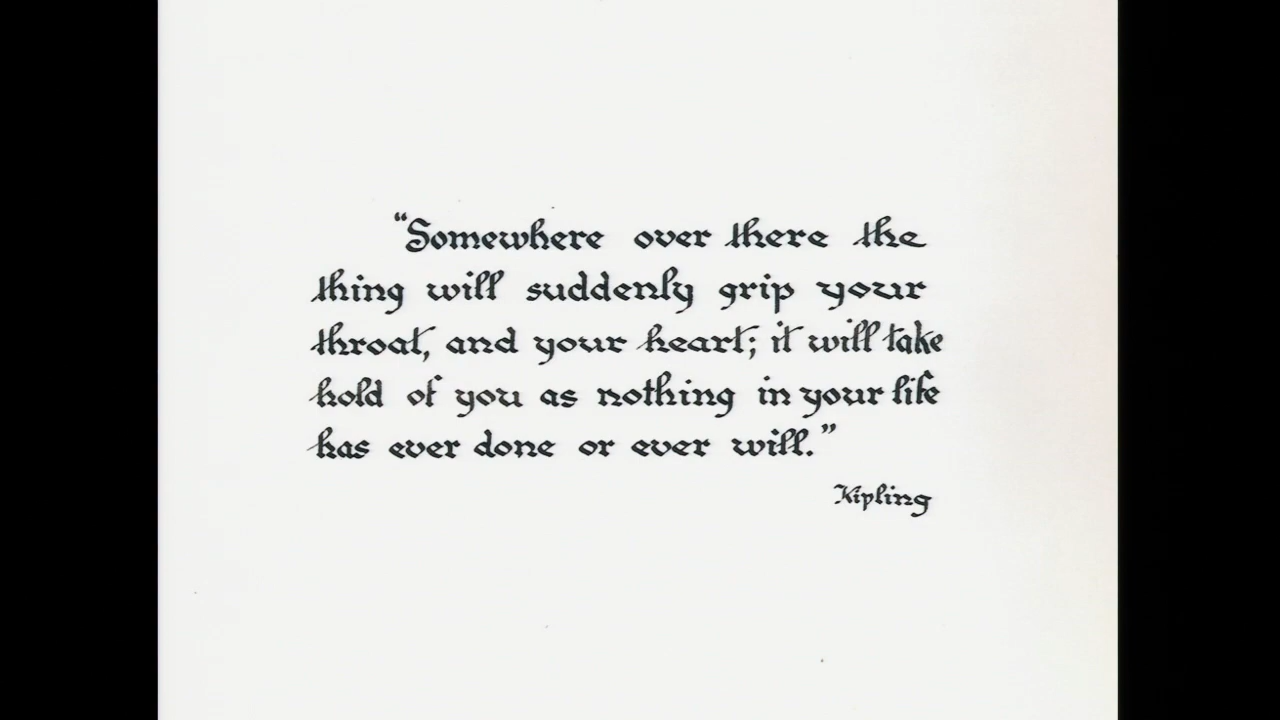 “Somewhere over there the
thing will suddenly grip your
throat, and your heart; it will take
hold of you as nothing in your life
has ever done or ever will.”
Kipling